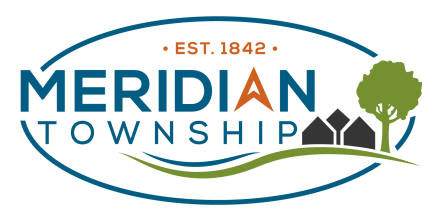 • EST. 1842 •
MERIDIAN
TOWNSHIP